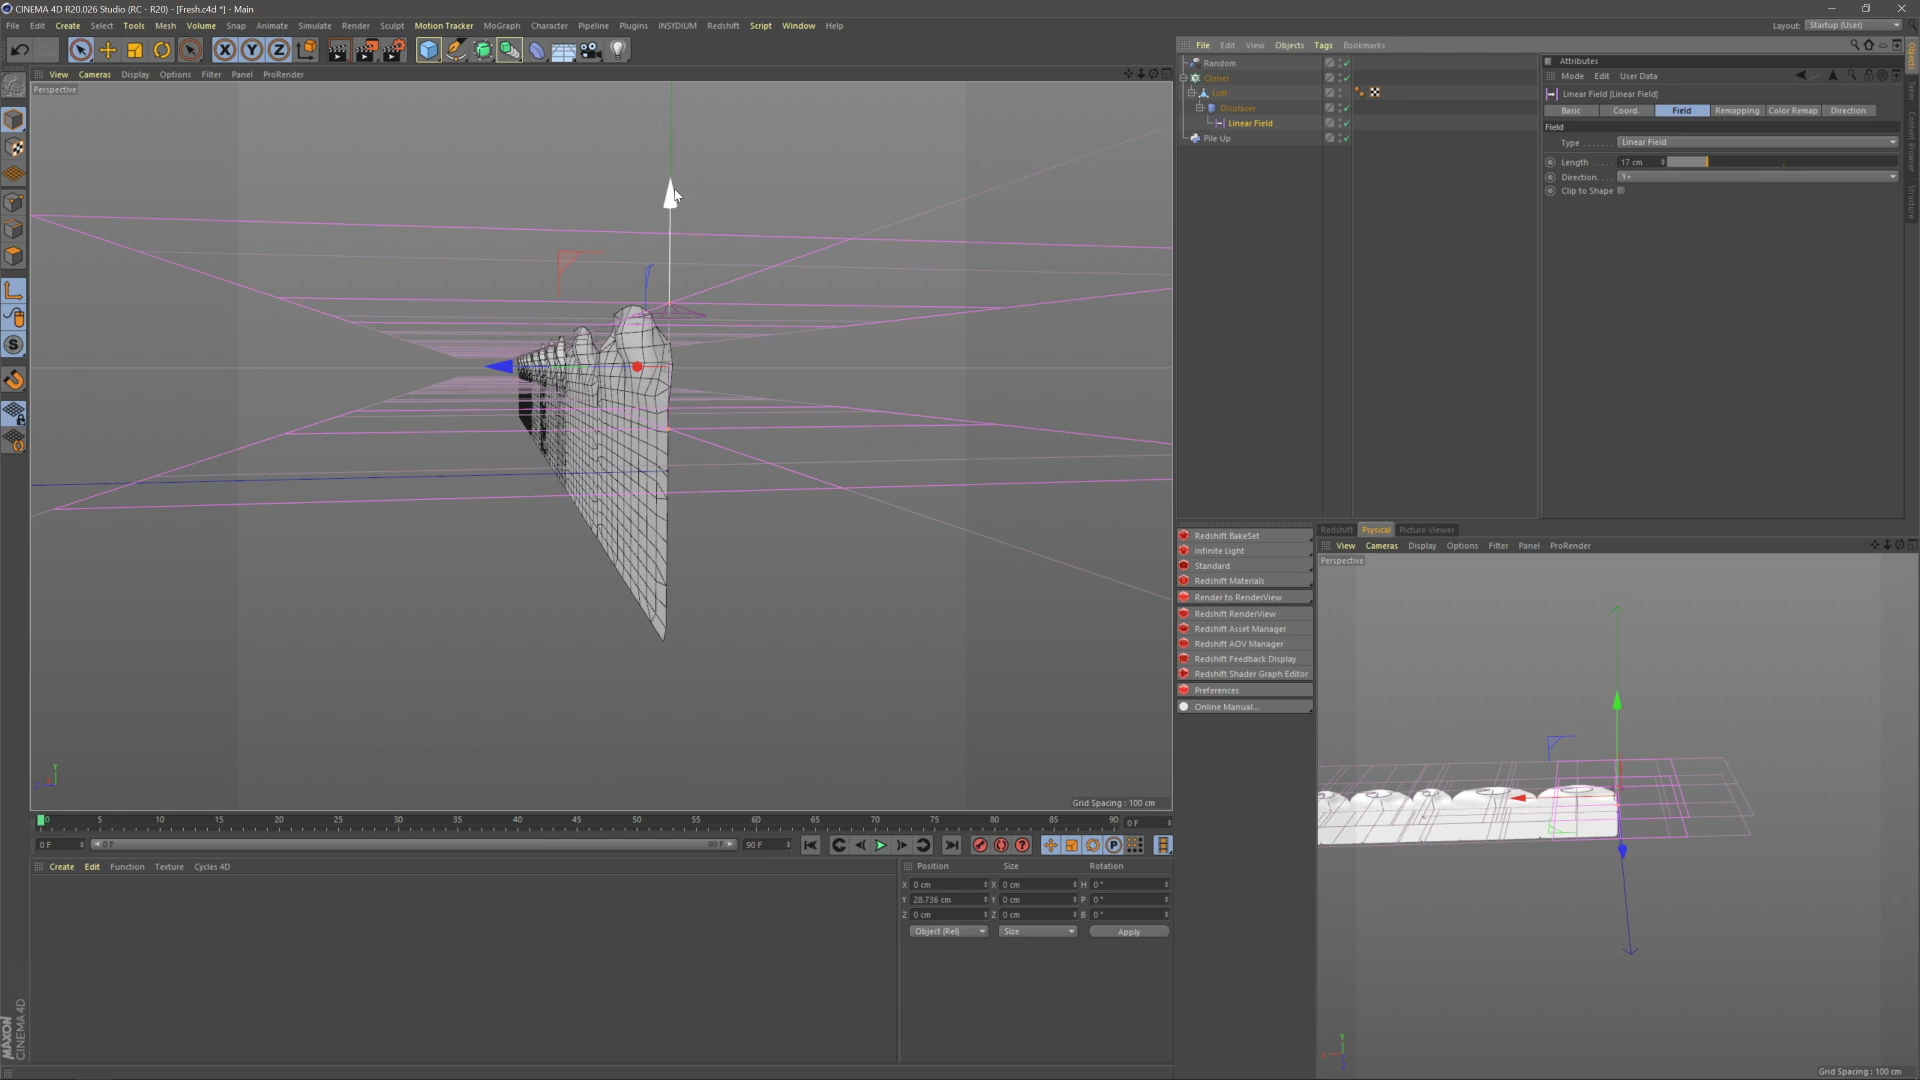 CINEMA 4D R20.026 Studio (RC - R20) - [Fresh.c4d *] - Main
File Edit Create Select Tools Mesh Volume Snap Animate Simulate Render Sculpt Motion Tracker MoGraph Character Pipeline Plugins INSYDIUM Redshift Script Window Help
Layout: Startup (User)
File Edit View Objects Tags Bookmarks
View Cameras Display Options Filter Panel ProRender
Perspective
Random
Cloner
Loft
Displacer
Linear Field
Pile Up
Attributes
Mode Edit User Data
Linear Field [Linear Field]
Basic Coord. Field Remapping Color Remap Direction
Field
Type Linear Field
Length 17 cm
Direction Y+
Clip to Shape
Objects
Takes
Content Browser
Structure
Redshift Psyical Picture Viewer
View Cameras Display Options Filter Panel ProRender
Perspective
Redshift BakeSet
Infinite Light
Standard
Redshift Materials
Render to RenderView
Redshift RenderView
Redshift Asset Manager
Redshift AOV Manager
Redshift Feedback Display
Redshift Shader Graph Editor
Preferences
Online Manual...
Grid Spacing : 100 cm
0 5 10 15 20 25 30 35 40 45 50 55 60 65 70 75 80 85 90 0 F
0 F 0 F 90 F 90 F
Create Edit Function Texture Cycles 4D
Position Size Rotation
X 0 cm X 0 cm H 0 °
Y 28.736 cm Y 0 cm P 0 °
Z 0 cm Z 0 cm B 0 °
Object (Rel) Size Apply
MAXON
CINEMA 4D
Grid Spacing : 100 cm